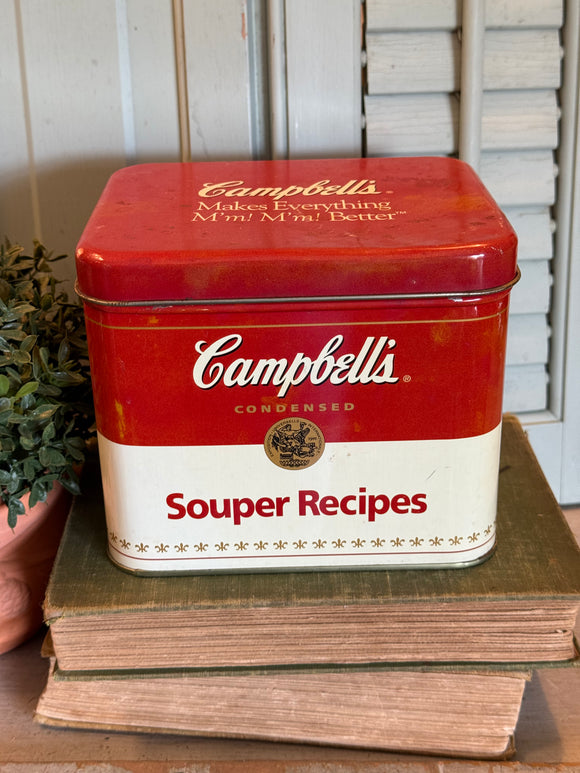 Campbell's®
Makes Everything
M'm! M'm! Better™
Campbell's®
CONDENSED
Souper Recipes